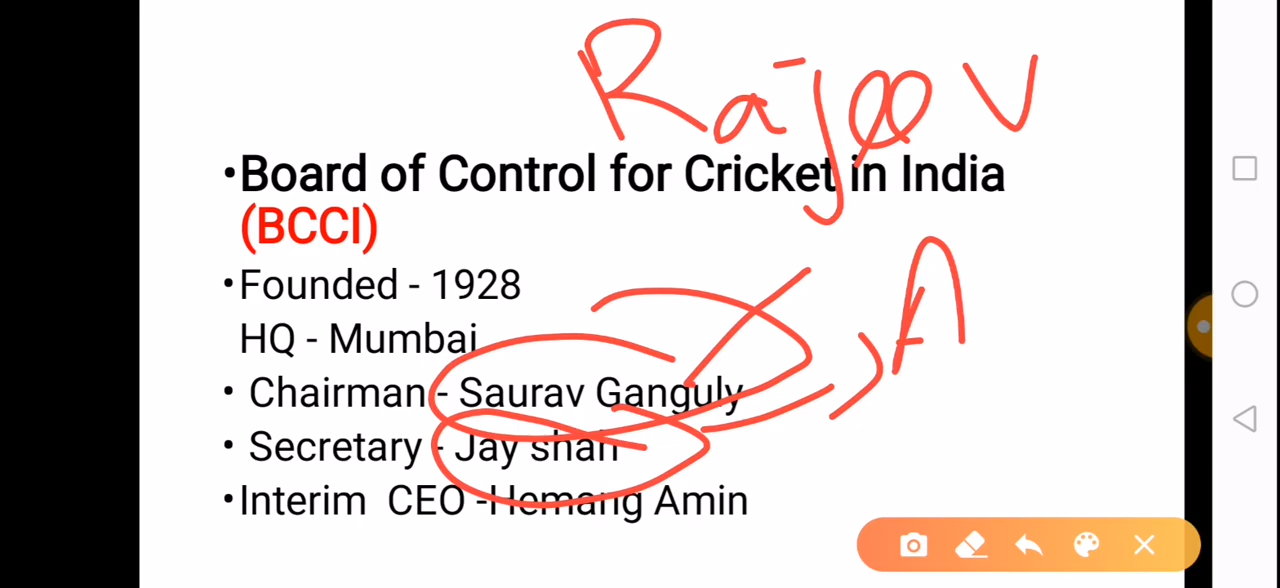 Rajeev
•Board of Control for Cricket in India
(BCCI)
•Founded - 1928
HQ - Mumbai
• Chairman - Saurav Ganguly
• Secretary - Jay shah
•Interim CEO -Hemang Amin
A